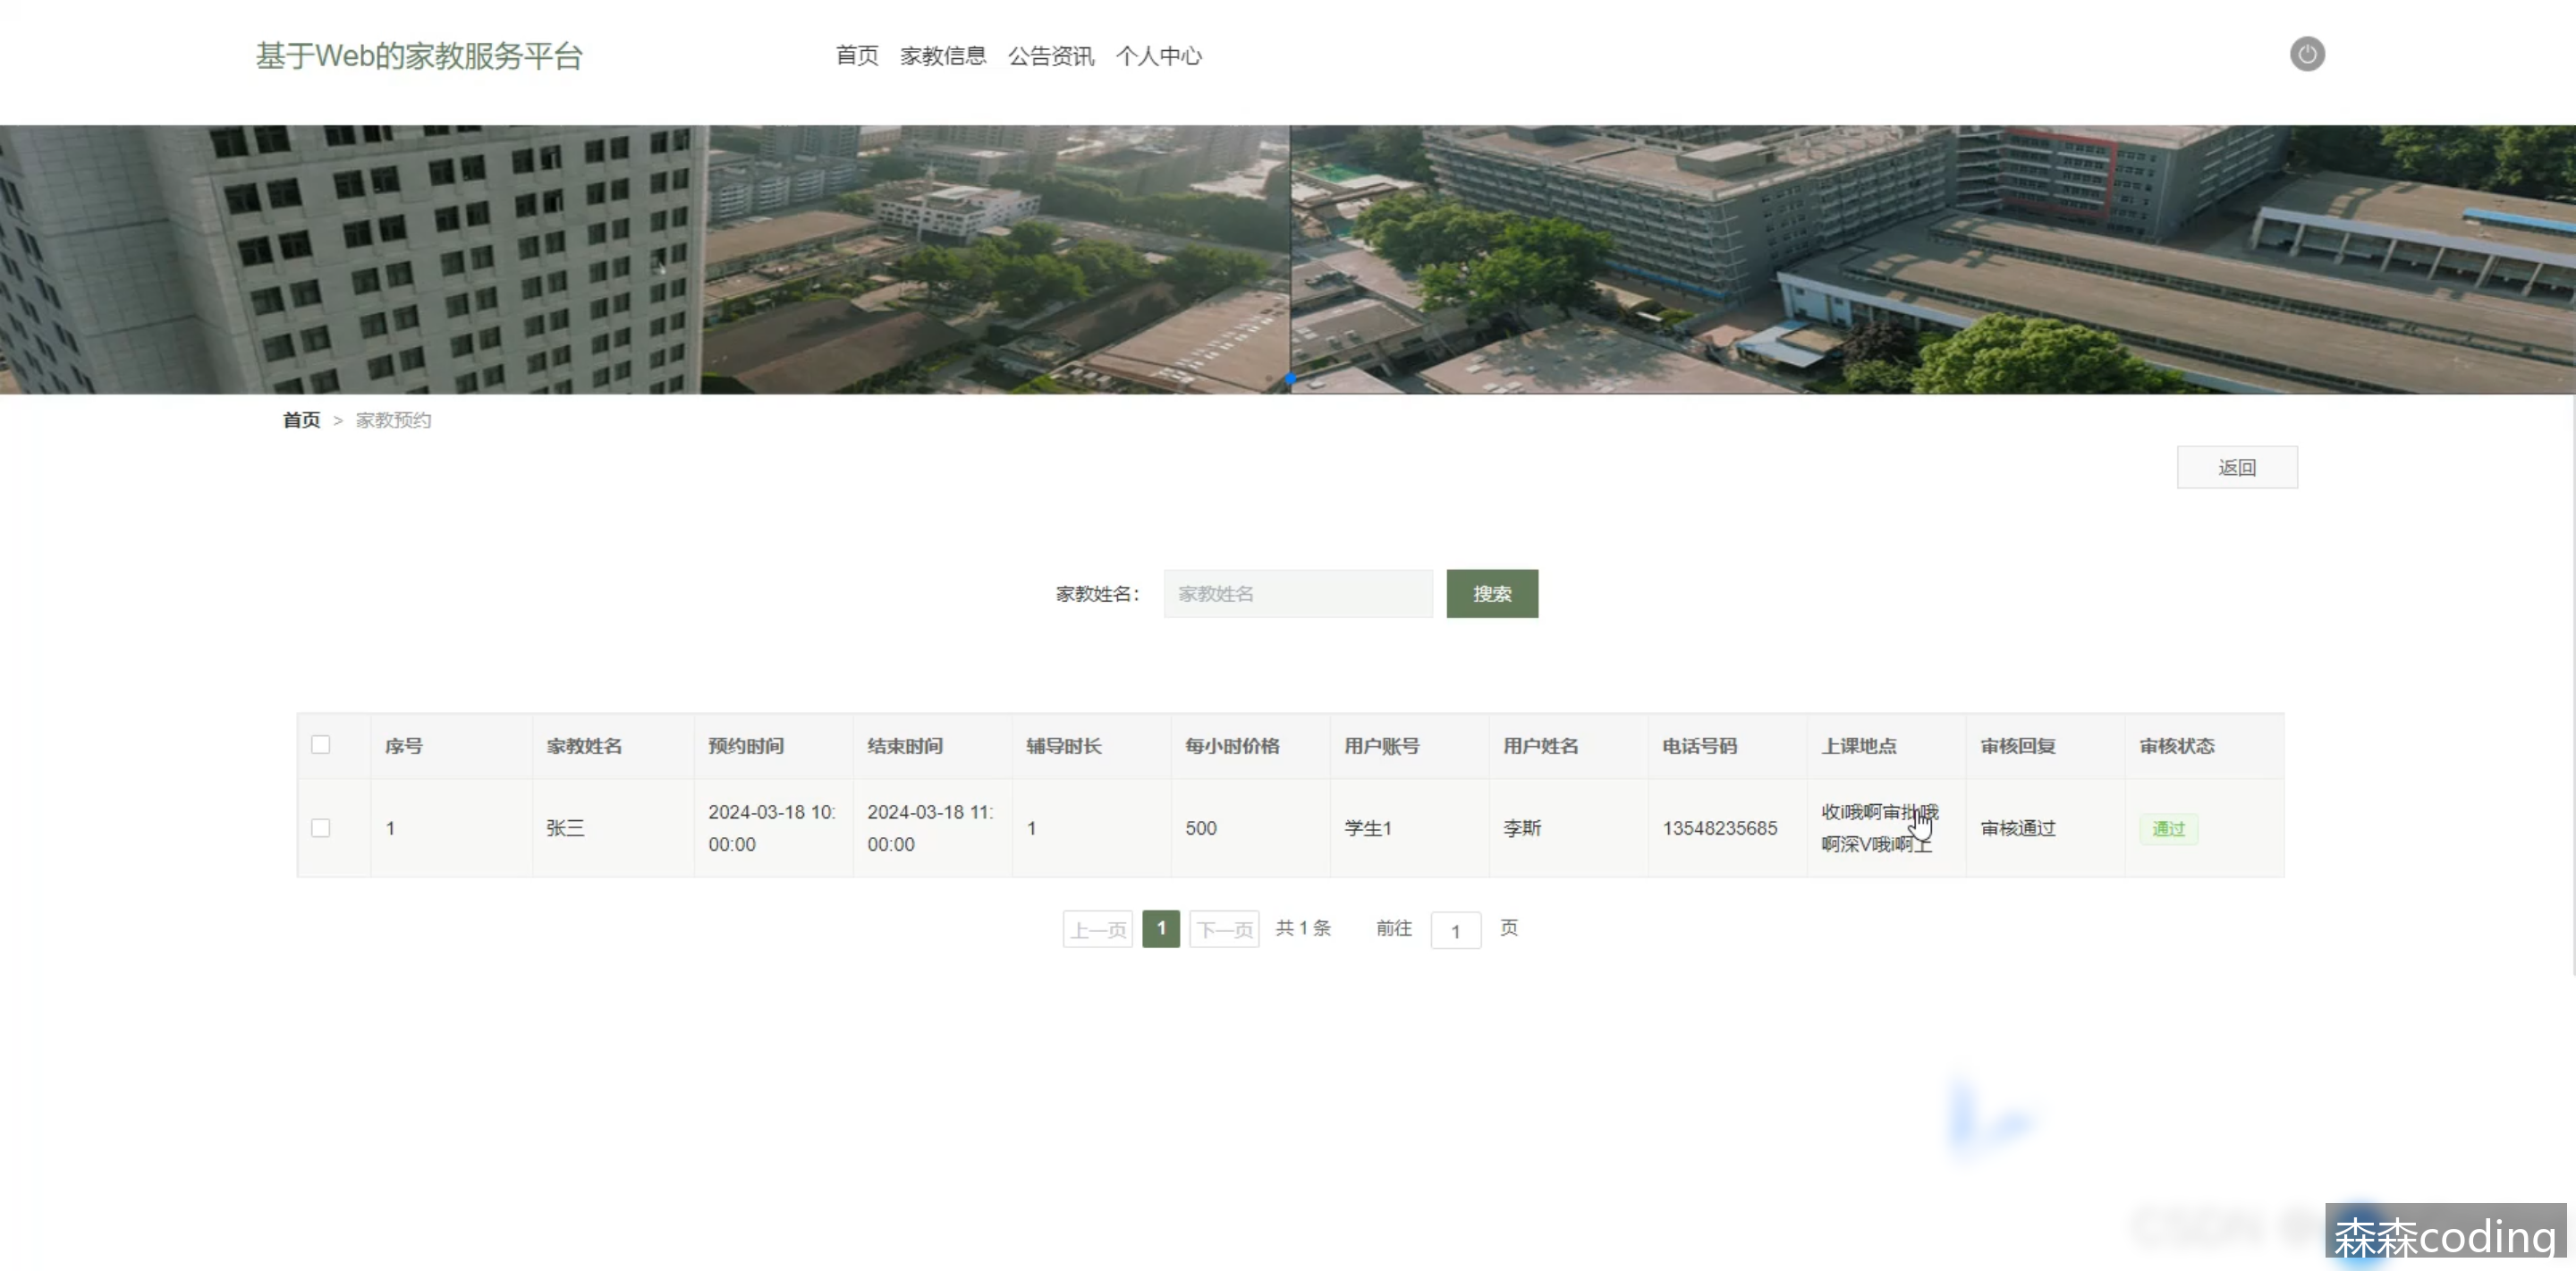 基于Web的家教服务平台
首页 家教信息 公告资讯 个人中心
首页 > 家教预约
返回
家教姓名： 家教姓名 搜索
序号 家教姓名 预约时间 结束时间 辅导时长 每小时价格 用户账号 用户姓名 电话号码 上课地点 审核回复 审核状态
1 张三 2024-03-18 10:00:00 2024-03-18 11:00:00 1 500 学生1 李斯 13548235685 收i哦啊审批哦啊深V哦i啊上 审核通过 通过
上一页 1 下一页 共 1 条 前往 1 页
森森coding